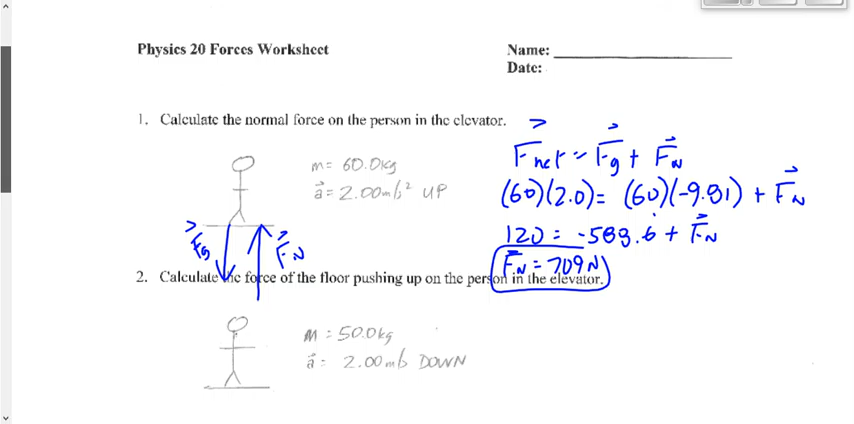 Physics 20 Forces Worksheet
Name:
Date:
1. Calculate the normal force on the person in the elevator.
m = 60.0kg
a = 2.00m/s² UP
Fnet = Fg + FN
(60)(2.0) = (60)(-9.81) + FN
120 = -588.6 + FN
FN = 709N
Fg
FN
2. Calculate the force of the floor pushing up on the person in the elevator.
m = 50.0kg
a = 2.00m/s DOWN